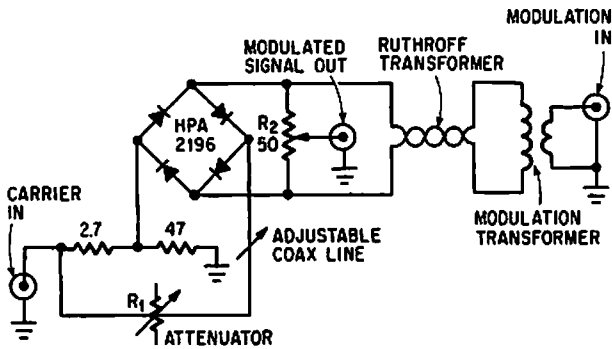 MODULATION
IN
MODULATED
SIGNAL OUT
RUTHROFF
TRANSFORMER
HPA
2196
R2
50
MODULATION
TRANSFORMER
CARRIER
IN
2.7
47
ADJUSTABLE
COAX LINE
R1
ATTENUATOR